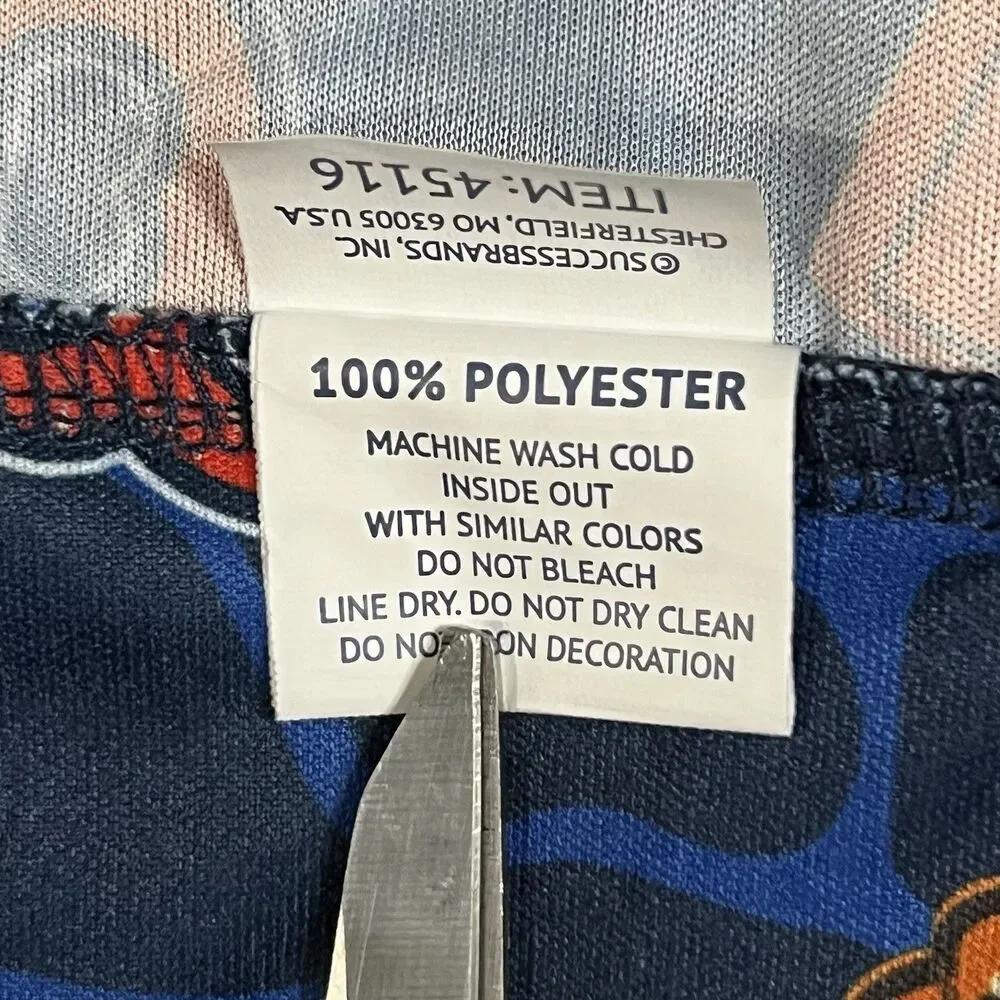 ©SUCCESSBRANDS, INC.
CHESTERFIELD, MO 63005 U.S.A
ITEM: 45116
100% POLYESTER
MACHINE WASH COLD
INSIDE OUT
WITH SIMILAR COLORS
DO NOT BLEACH
LINE DRY. DO NOT DRY CLEAN
DO DECORATION